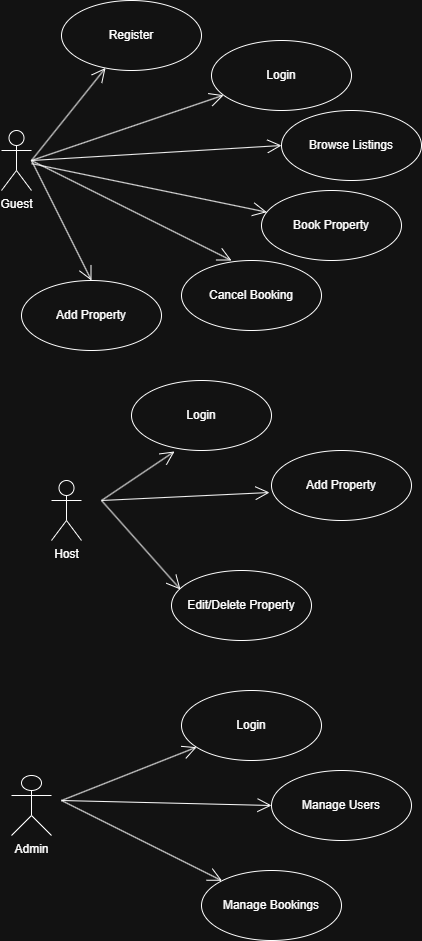 Register
Login
Browse Listings
Guest
Book Property
Cancel Booking
Add Property
Login
Add Property
Host
Edit/Delete Property
Login
Manage Users
Admin
Manage Bookings